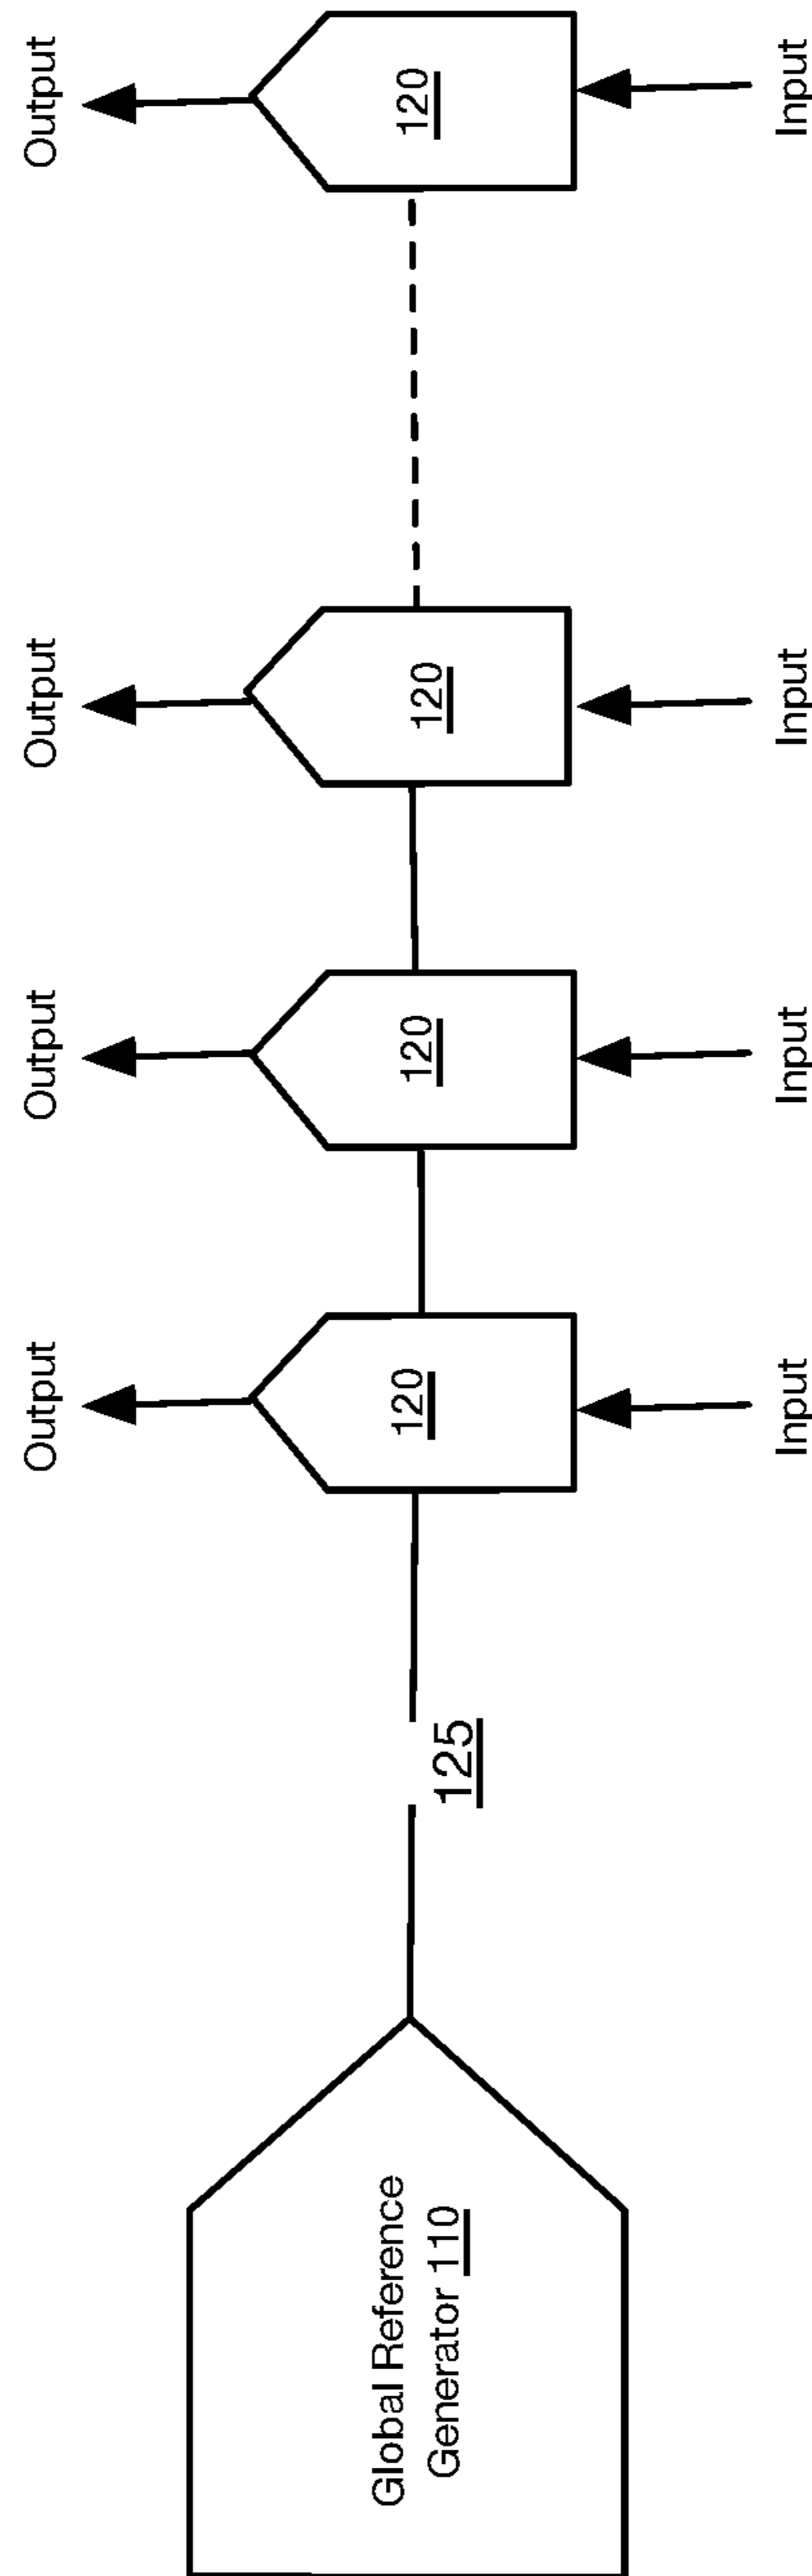 Output
Output
Output
Output
Global Reference
Generator 110
125
120
120
120
120
Input
Input
Input
Input